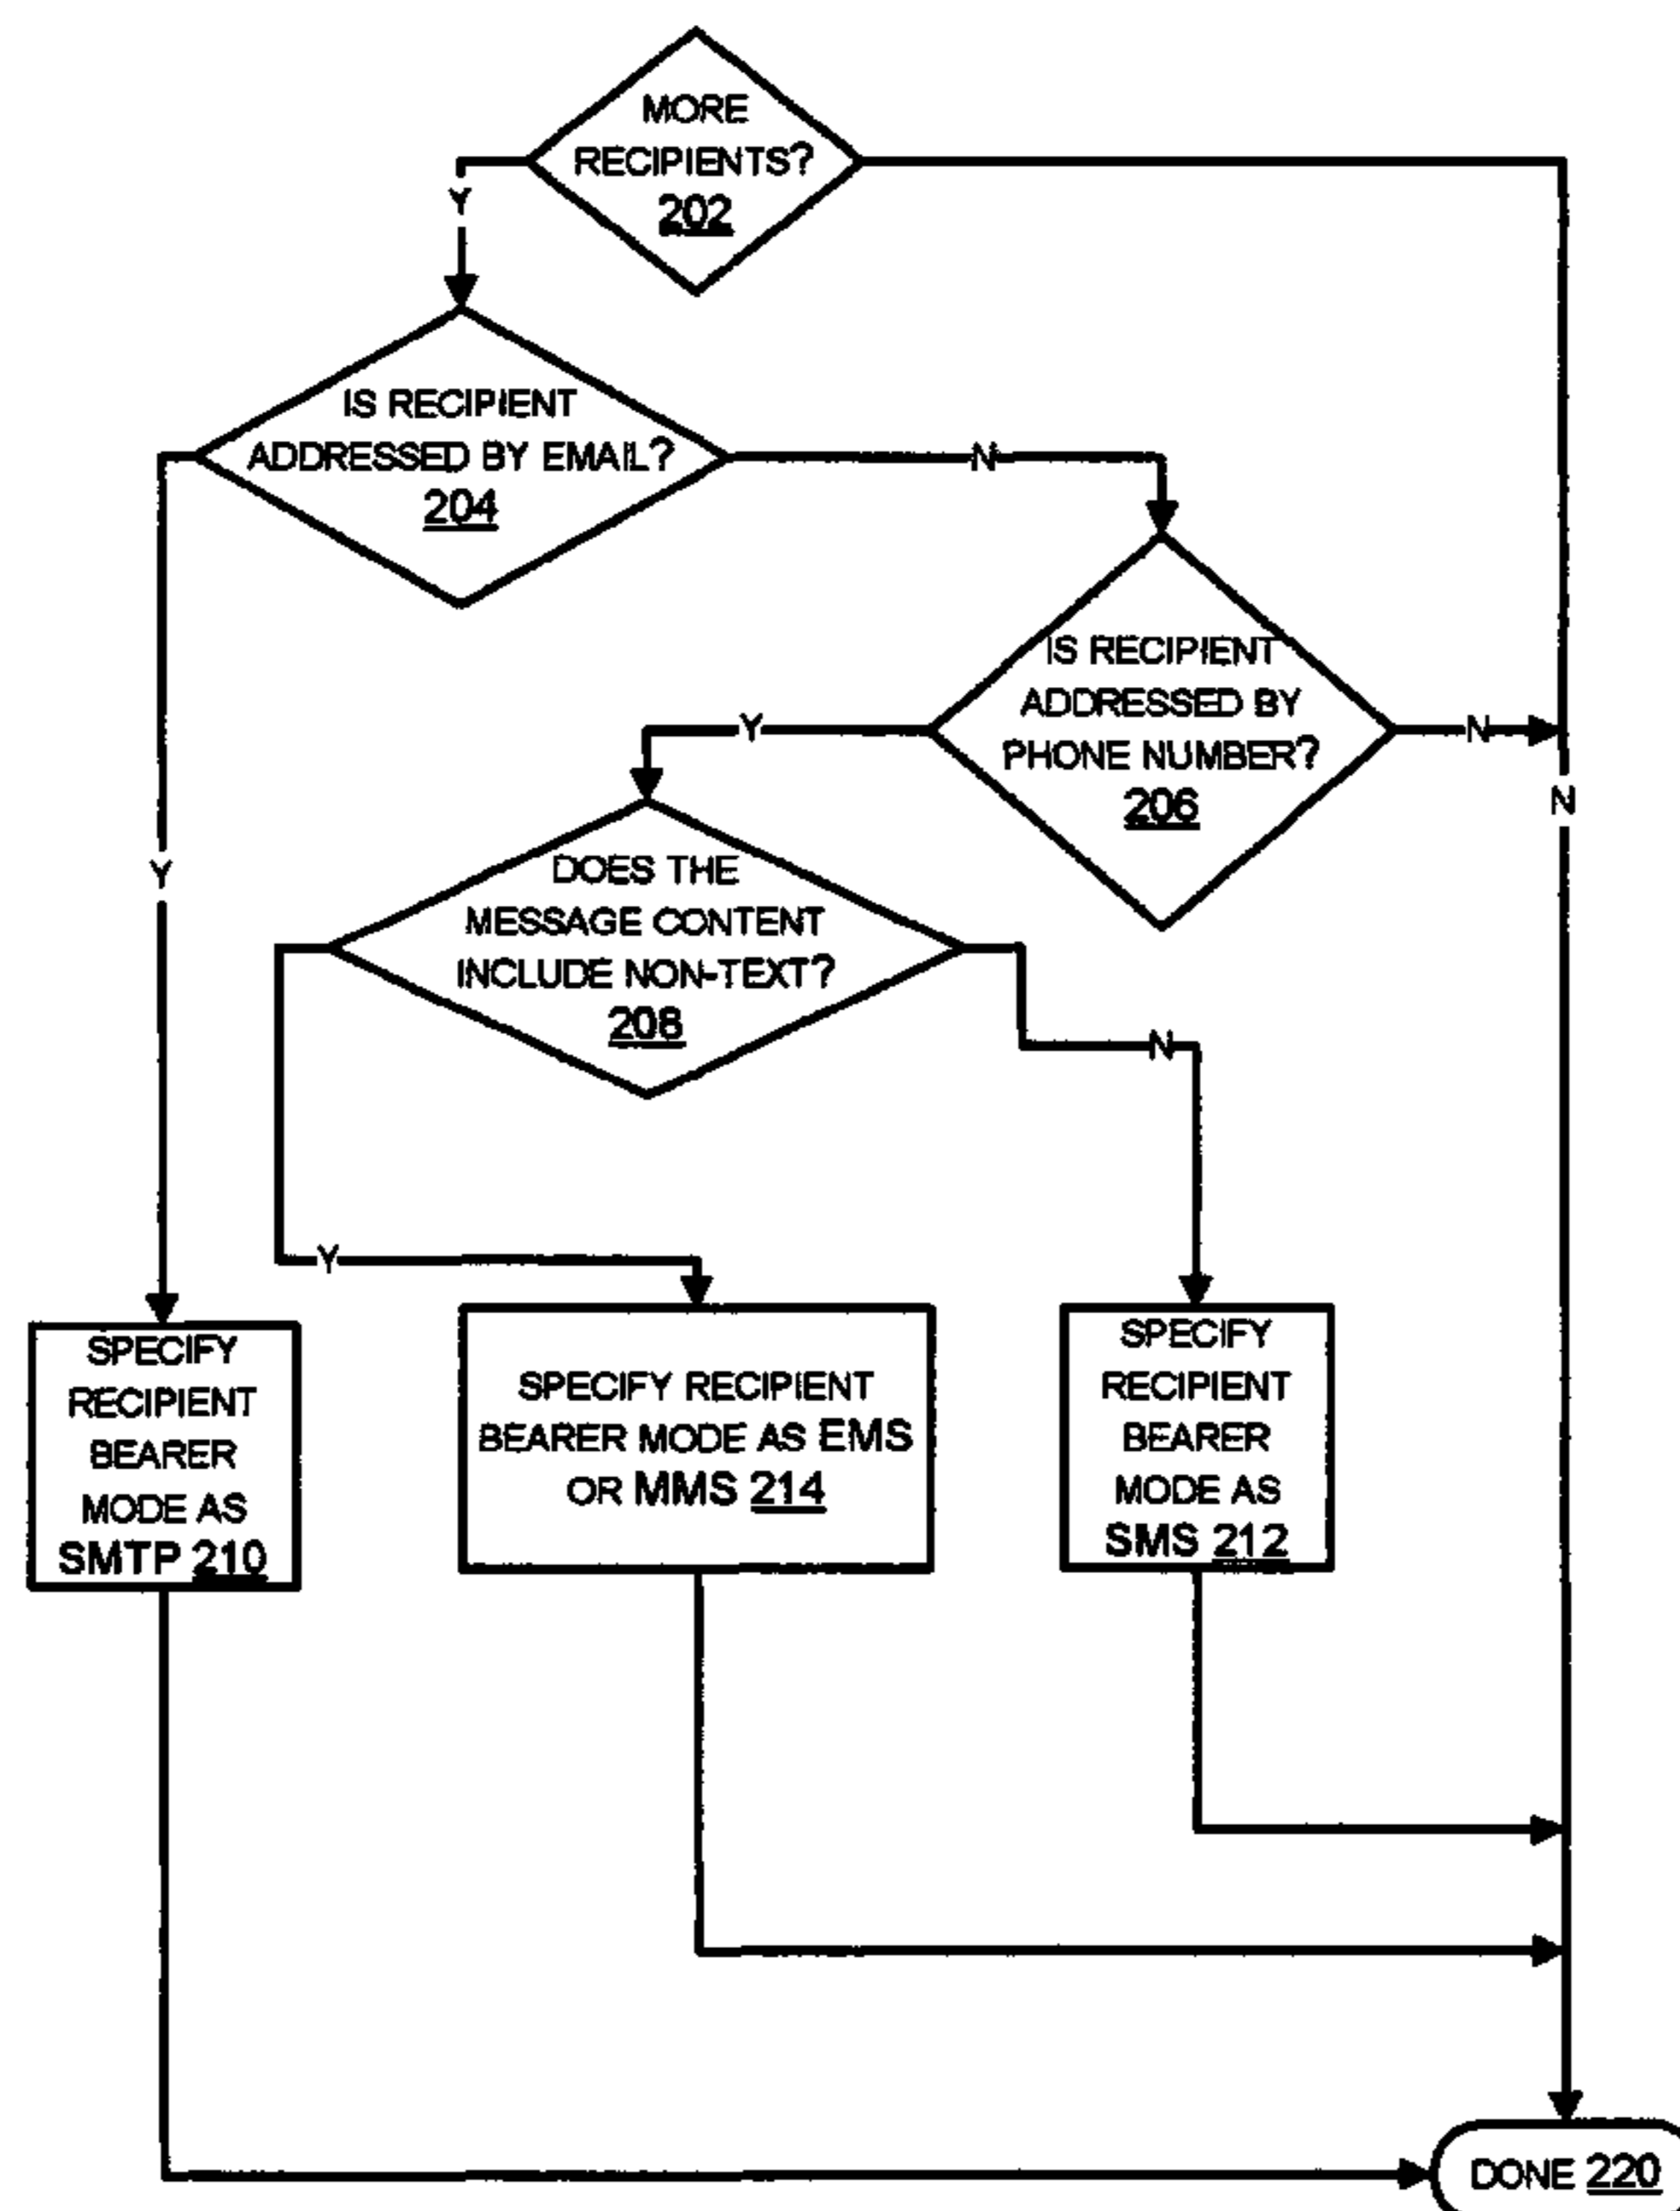 MORE
RECIPIENTS?
202
Y
IS RECIPIENT
ADDRESSED BY EMAIL?
204
N
IS RECIPIENT
ADDRESSED BY
PHONE NUMBER?
206
Y
N
N
DOES THE
MESSAGE CONTENT
INCLUDE NON-TEXT?
208
Y
N
Y
SPECIFY
RECIPIENT
BEARER
MODE AS
SMTP 210
SPECIFY RECIPIENT
BEARER MODE AS EMS
OR MMS 214
SPECIFY
RECIPIENT
BEARER
MODE AS
SMS 212
DONE 220